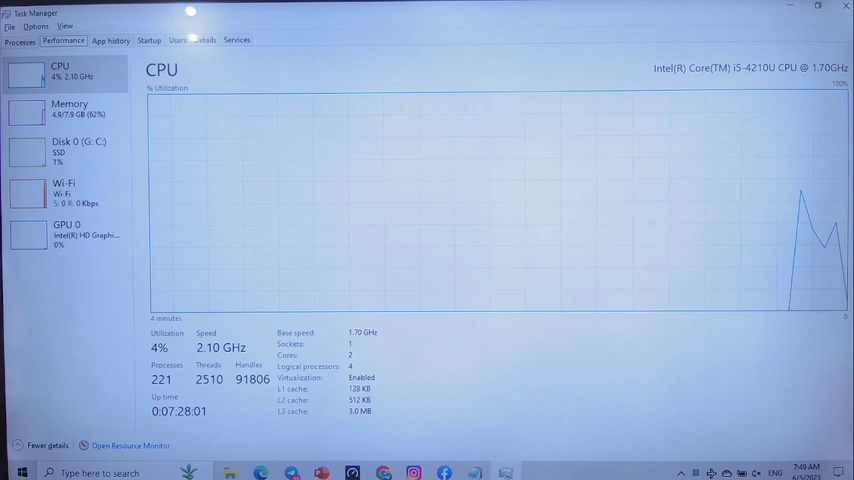 Task Manager
File Options View
Processes Performance App history Startup Users Details Services
CPU
4% 2.10 GHz
Memory
4.9/7.9 GB (62%)
Disk 0 (G: C:)
SSD
1%
Wi-Fi
Wi-Fi
S: 0 R: 0 Kbps
GPU 0
Intel(R) HD Graphi...
0%
CPU
Intel(R) Core(TM) i5-4210U CPU @ 1.70GHz
% Utilization
100%
4 minutes
0
Utilization Speed
4% 2.10 GHz
Processes Threads Handles
221 2510 91806
Up time
0:07:28:01
Base speed: 1.70 GHz
Sockets: 1
Cores: 2
Logical processors: 4
Virtualization: Enabled
L1 cache: 128 KB
L2 cache: 512 KB
L3 cache: 3.0 MB
Fewer details Open Resource Monitor
Type here to search
ENG
7:49 AM
6/5/2023